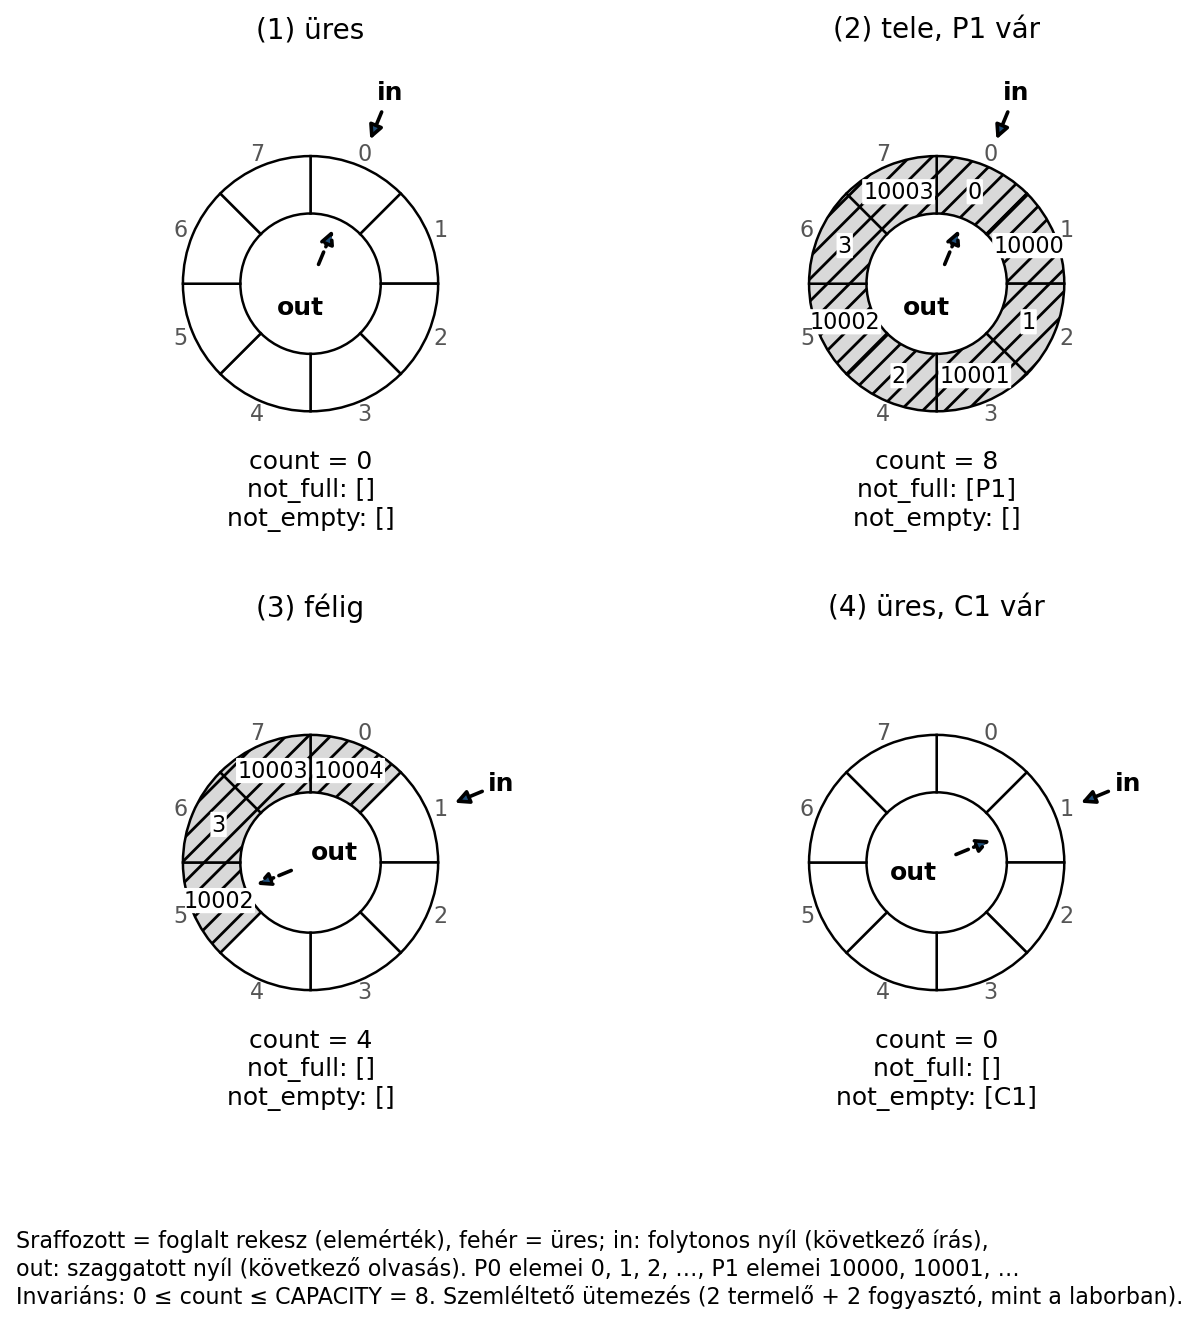 (1) üres
in
7
0
6
1
out
5
2
4
3
count = 0
not_full: []
not_empty: []
(2) tele, P1 vár
in
7
0
10003
0
6
1
3
10000
out
10002
1
5
2
2
10001
4
3
count = 8
not_full: [P1]
not_empty: []
(3) félig
7
0
10003
10004
in
6
1
3
out
10002
5
2
4
3
count = 4
not_full: []
not_empty: []
(4) üres, C1 vár
7
0
in
6
1
out
5
2
4
3
count = 0
not_full: []
not_empty: [C1]
Sraffozott = foglalt rekesz (elemérték), fehér = üres; in: folytonos nyíl (következő írás),
out: szaggatott nyíl (következő olvasás). P0 elemei 0, 1, 2, ..., P1 elemei 10000, 10001, ...
Invariáns: 0 ≤ count ≤ CAPACITY = 8. Szemléltető ütemezés (2 termelő + 2 fogyasztó, mint a laborban).